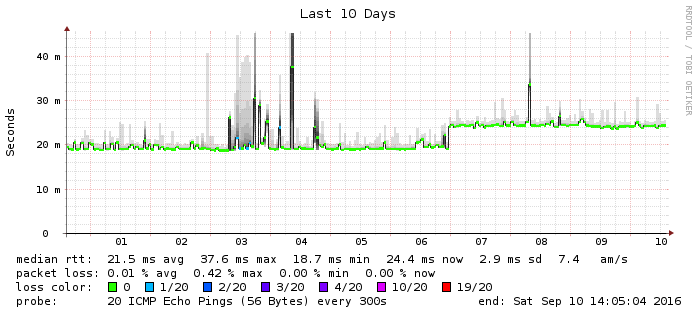 Last 10 Days
RRDTOOL / TOBI OETIKER
Seconds
40 m
30 m
20 m
10 m
0
01 02 03 04 05 06 07 08 09 10
median rtt: 21.5 ms avg 37.6 ms max 18.7 ms min 24.4 ms now 2.9 ms sd 7.4 am/s
packet loss: 0.01 % avg 0.42 % max 0.00 % min 0.00 % now
loss color: 0 1/20 2/20 3/20 4/20 10/20 19/20
probe: 20 ICMP Echo Pings (56 Bytes) every 300s end: Sat Sep 10 14:05:04 2016